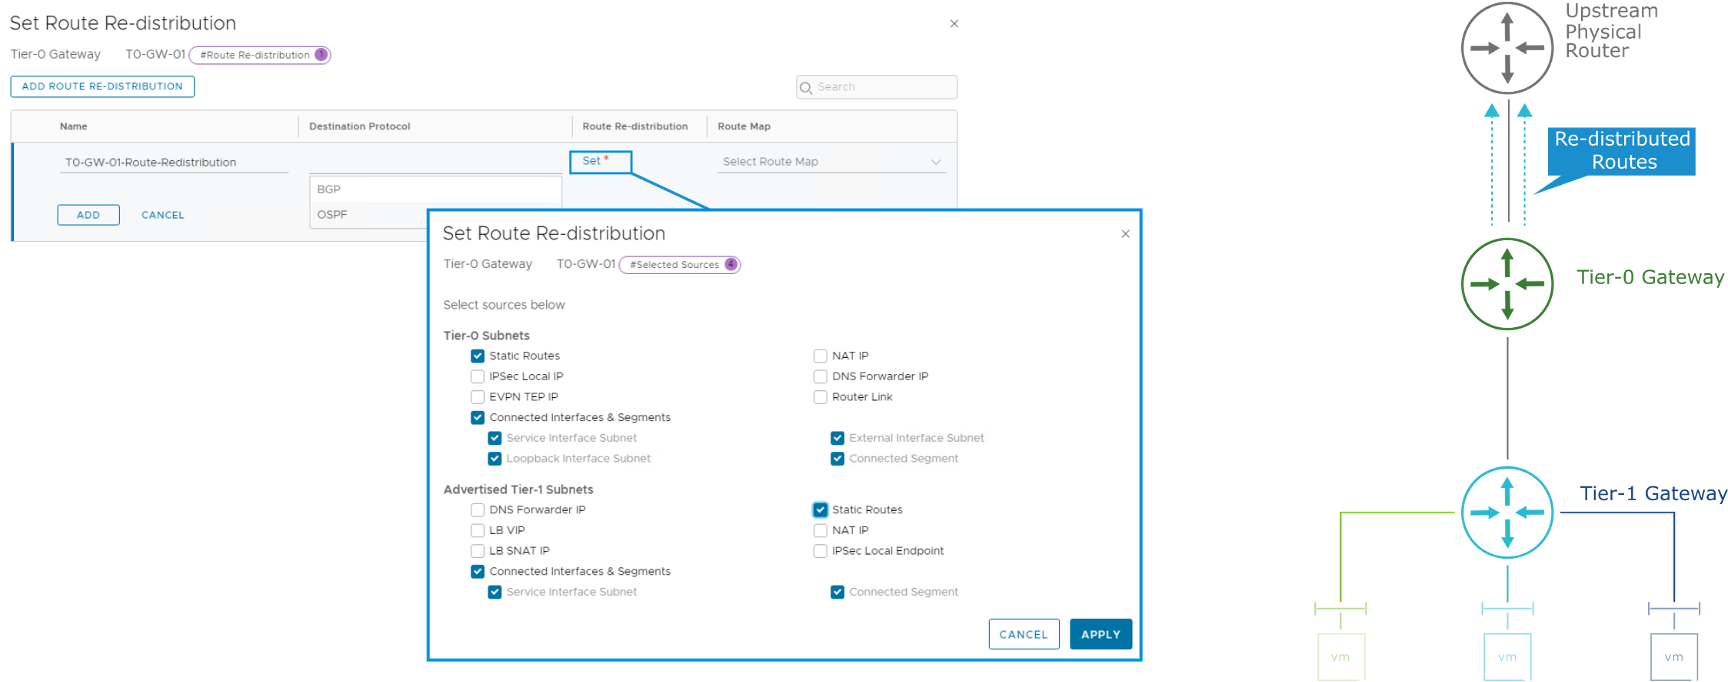 Set Route Re-distribution
Tier-0 Gateway T0-GW-01 #Route Re-distribution 1
ADD ROUTE RE-DISTRIBUTION
Search
Name Destination Protocol Route Re-distribution Route Map
T0-GW-01-Route-Redistribution Set * Select Route Map
BGP
ADD CANCEL OSPF
Set Route Re-distribution
Tier-0 Gateway T0-GW-01 #Selected Sources 4
Select sources below
Tier-0 Subnets
Static Routes NAT IP
IPSec Local IP DNS Forwarder IP
EVPN TEP IP Router Link
Connected Interfaces & Segments
Service Interface Subnet External Interface Subnet
Loopback Interface Subnet Connected Segment
Advertised Tier-1 Subnets
DNS Forwarder IP Static Routes
LB VIP NAT IP
LB SNAT IP IPSec Local Endpoint
Connected Interfaces & Segments
Service Interface Subnet Connected Segment
CANCEL APPLY
Upstream
Physical
Router
Re-distributed
Routes
Tier-0 Gateway
Tier-1 Gateway
vm vm vm